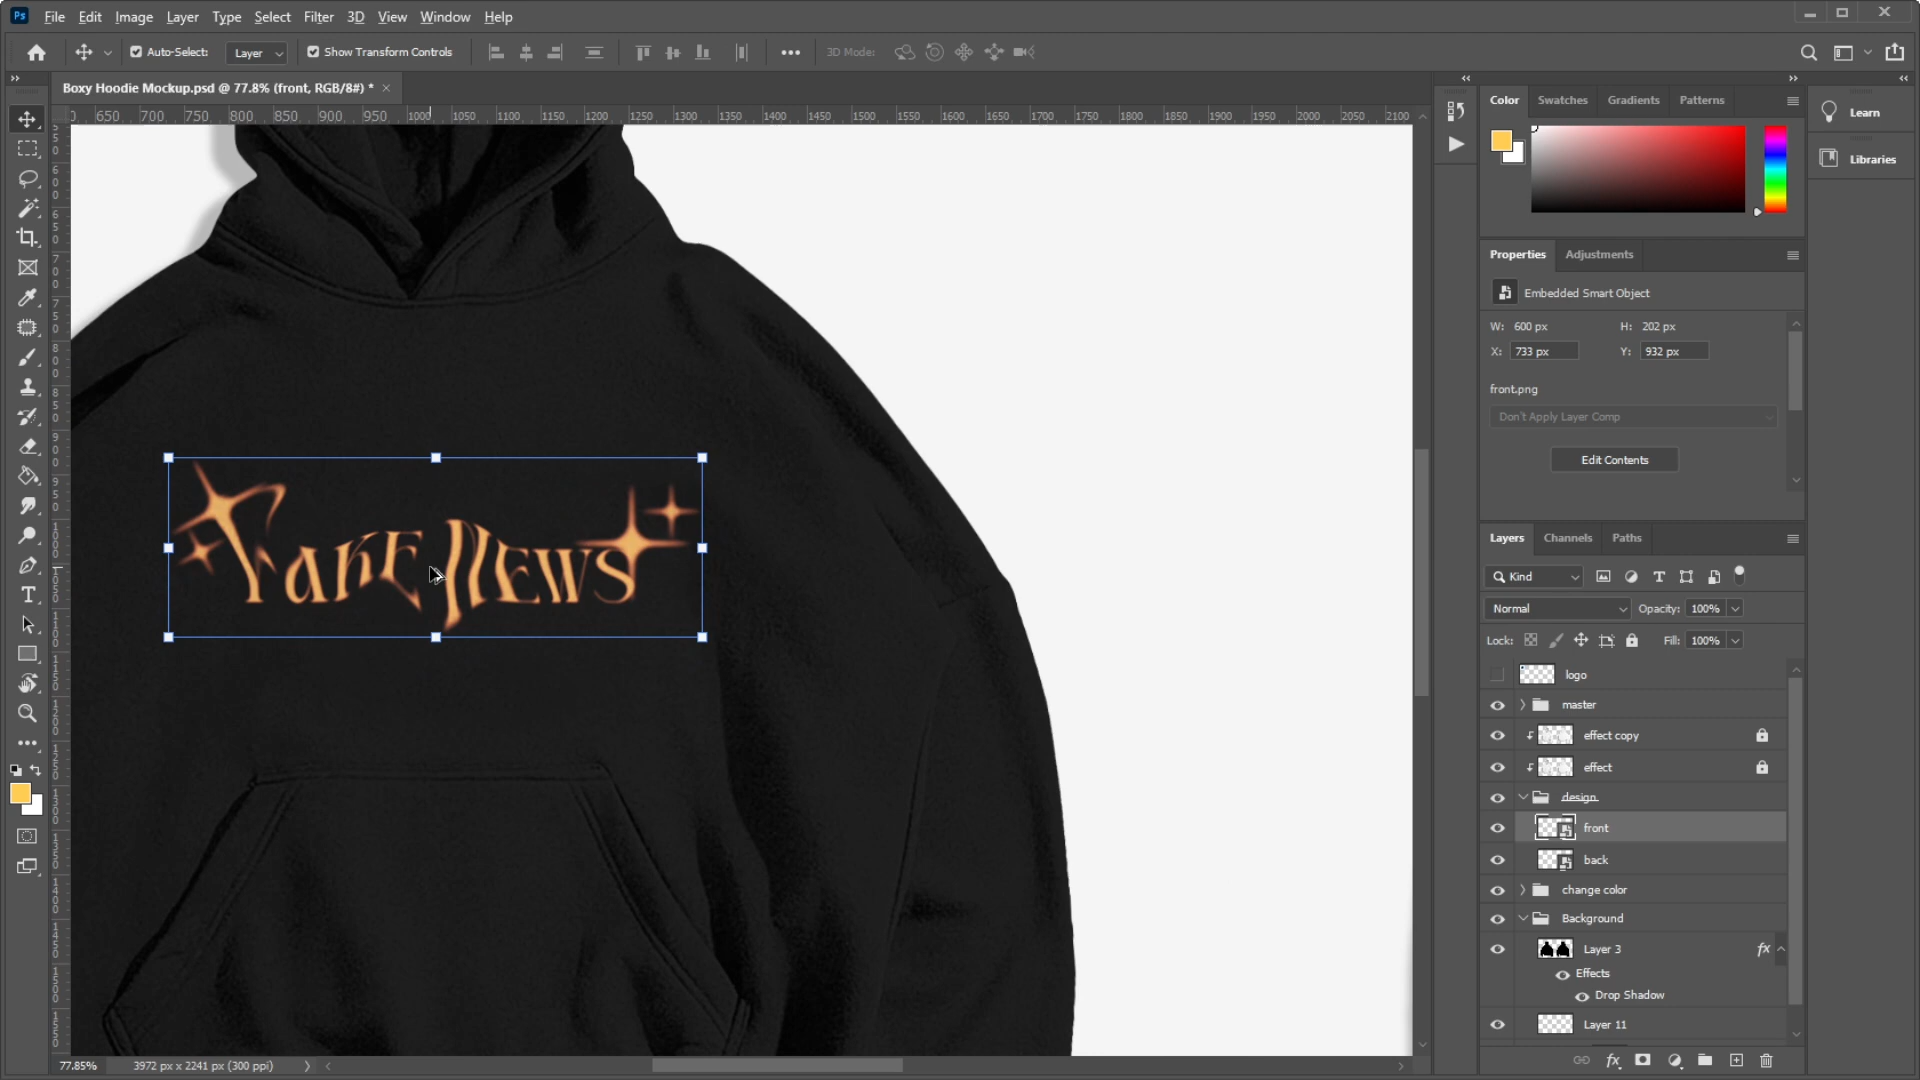 Ps File Edit Image Layer Type Select Filter 3D View Window Help
Auto-Select: Layer Show Transform Controls 3D Mode:
Boxy Hoodie Mockup.psd @ 77.8% (front, RGB/8#) * ×
650 700 750 800 850 900 950 1000 1050 1100 1150 1200 1250 1300 1350 1400 1450 1500 1550 1600 1650 1700 1750 1800 1850 1900 1950 2000 2050 2100
Color Swatches Gradients Patterns
Learn
Libraries
Properties Adjustments
Embedded Smart Object
W: 600 px H: 202 px
X: 733 px Y: 932 px
front.png
Don't Apply Layer Comp
Edit Contents
FAKE NEWS
Layers Channels Paths
Kind
Normal Opacity: 100%
Lock: Fill: 100%
logo
master
effect copy
effect
design
front
back
change color
Background
Layer 3 fx
Effects
Drop Shadow
Layer 11
fx
77.85% 3972 px x 2241 px (300 ppi)